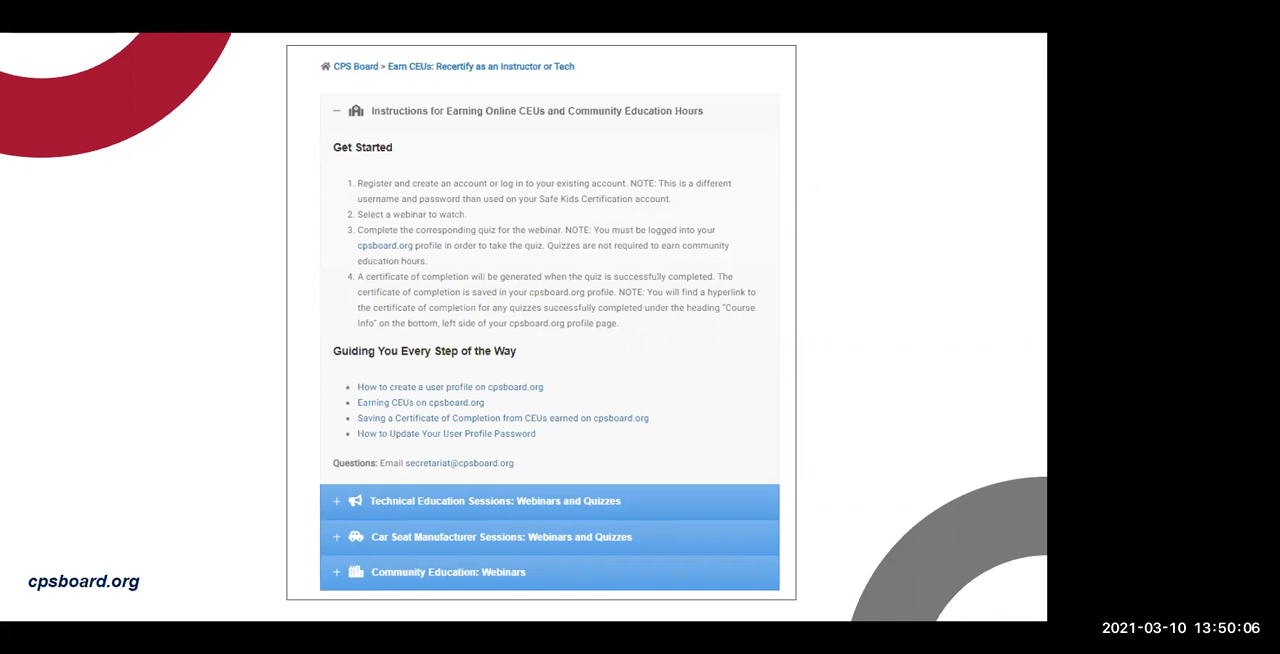 CPS Board > Earn CEUs: Recertify as an Instructor or Tech
Instructions for Earning Online CEUs and Community Education Hours
Get Started
1. Register and create an account or log in to your existing account. NOTE: This is a different
username and password than used on your Safe Kids Certification account.
2. Select a webinar to watch.
3. Complete the corresponding quiz for the webinar. NOTE: You must be logged into your
cpsboard.org profile in order to take the quiz. Quizzes are not required to earn community
education hours.
4. A certificate of completion will be generated when the quiz is successfully completed. The
certificate of completion is saved in your cpsboard.org profile. NOTE: You will find a hyperlink to
the certificate of completion for any quizzes successfully completed under the heading “Course
Info” on the bottom, left side of your cpsboard.org profile page.
Guiding You Every Step of the Way
• How to create a user profile on cpsboard.org
• Earning CEUs on cpsboard.org
• Saving a Certificate of Completion from CEUs earned on cpsboard.org
• How to Update Your User Profile Password
Questions: Email secretariat@cpsboard.org
+ Technical Education Sessions: Webinars and Quizzes
+ Car Seat Manufacturer Sessions: Webinars and Quizzes
+ Community Education: Webinars
cpsboard.org
2021-03-10 13:50:06